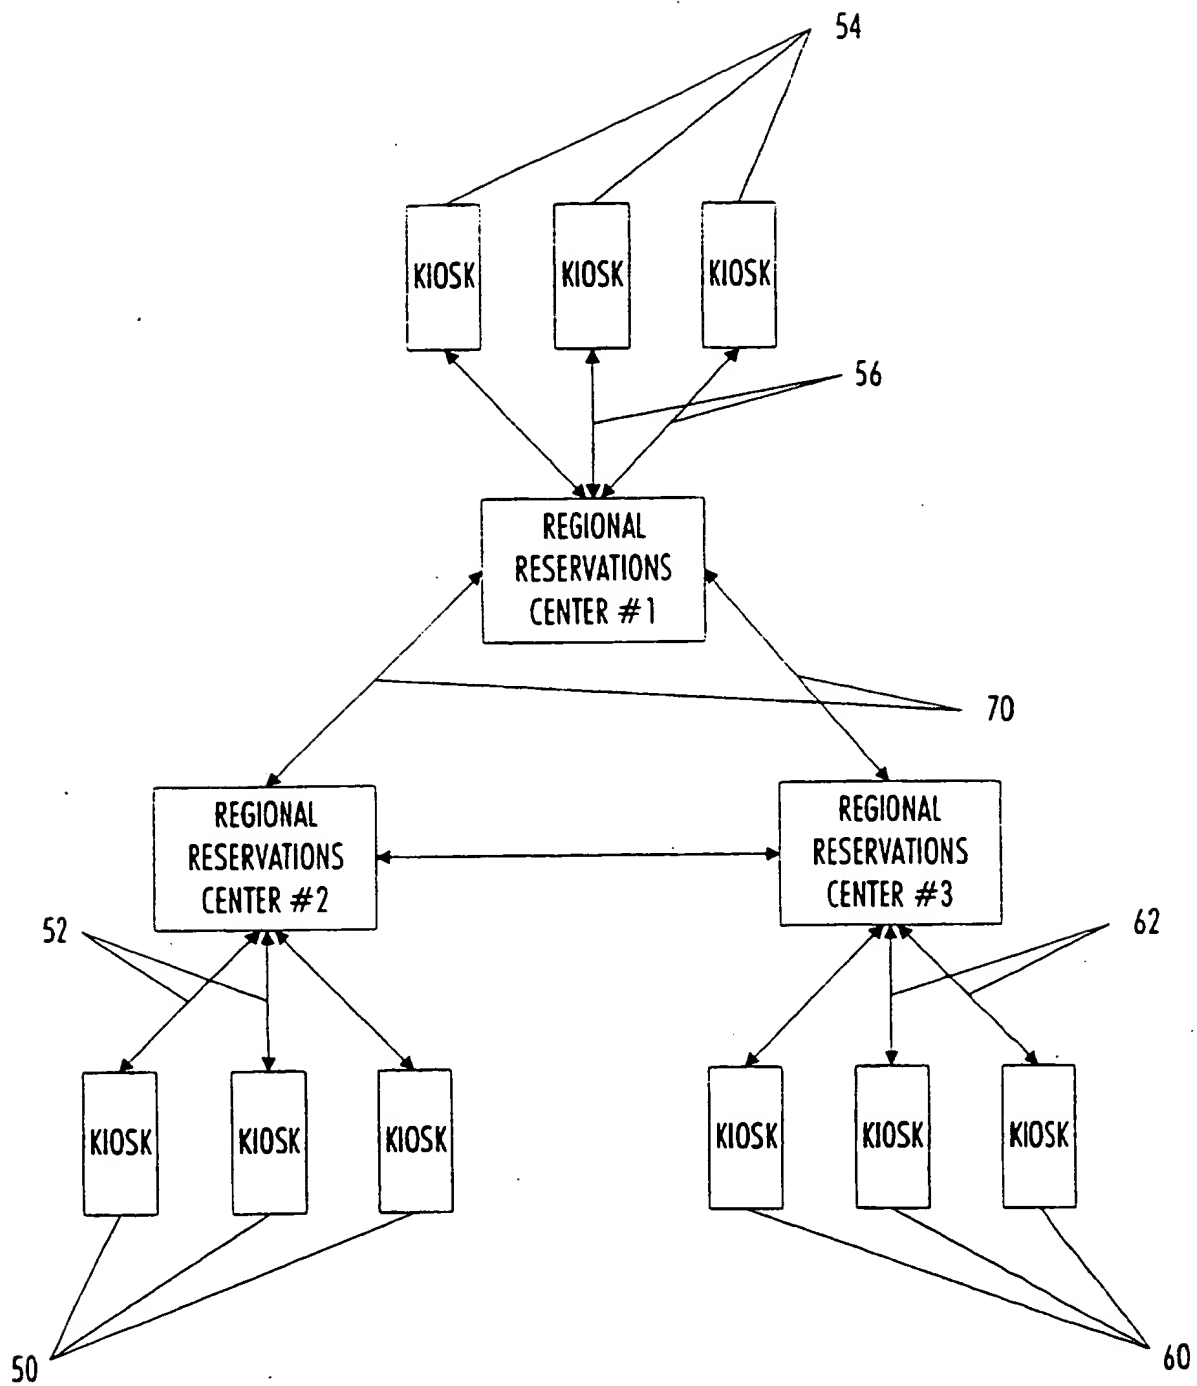 54
KIOSK
KIOSK
KIOSK
56
REGIONAL
RESERVATIONS
CENTER #1
70
REGIONAL
RESERVATIONS
CENTER #2
REGIONAL
RESERVATIONS
CENTER #3
52
62
KIOSK
KIOSK
KIOSK
KIOSK
KIOSK
KIOSK
50
60